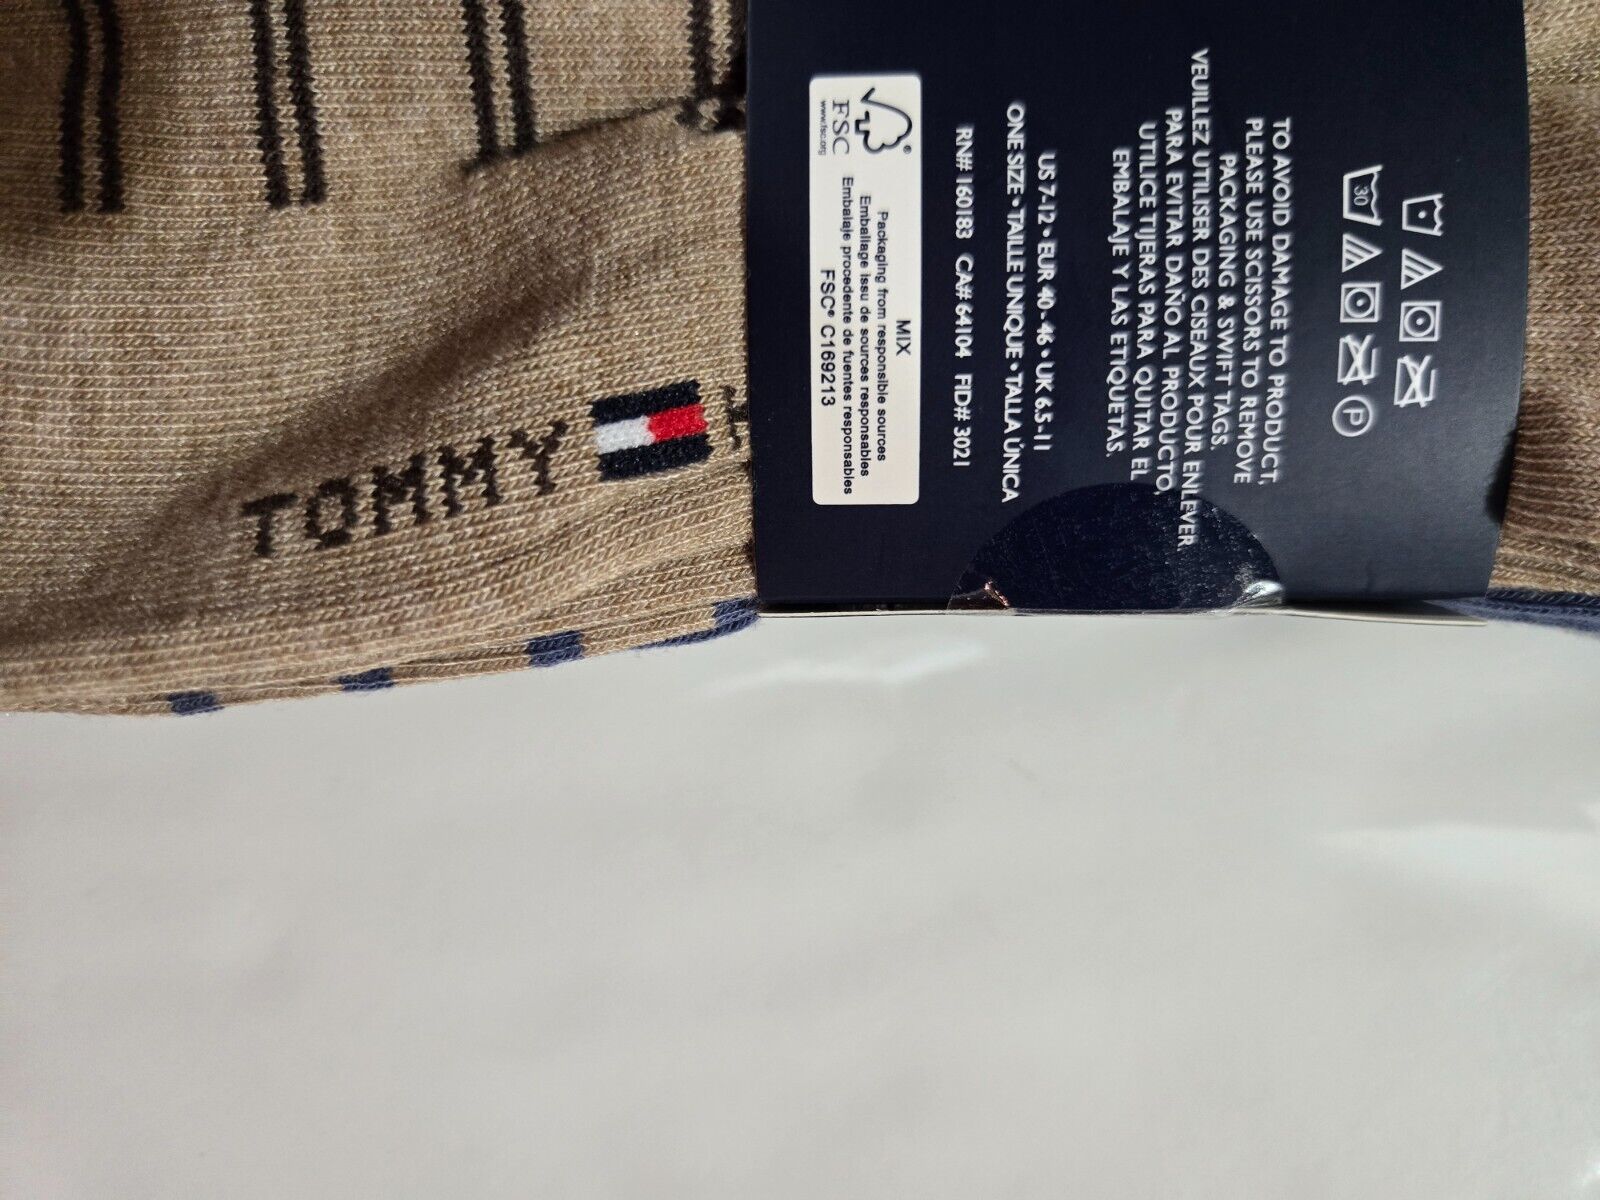 TOMMY
H
30
P
TO AVOID DAMAGE TO PRODUCT,
PLEASE USE SCISSORS TO REMOVE
PACKAGING & SWIFT TAGS.
VEUILLEZ UTILISER DES CISEAUX POUR ENLEVER.
PARA EVITAR DAÑO AL PRODUCTO,
UTILICE TIJERAS PARA QUITAR EL
EMBALAJE Y LAS ETIQUETAS.
US 7-12 • EUR 40-46 • UK 6.5-11
ONE SIZE • TAILLE UNIQUE • TALLA ÚNICA
RN# 160183 CA# 64104 FID# 3021
FSC
www.fsc.org
MIX
Packaging from responsible sources
Emballage issu de sources responsables
Embalaje procedente de fuentes responsables
FSC® C169213